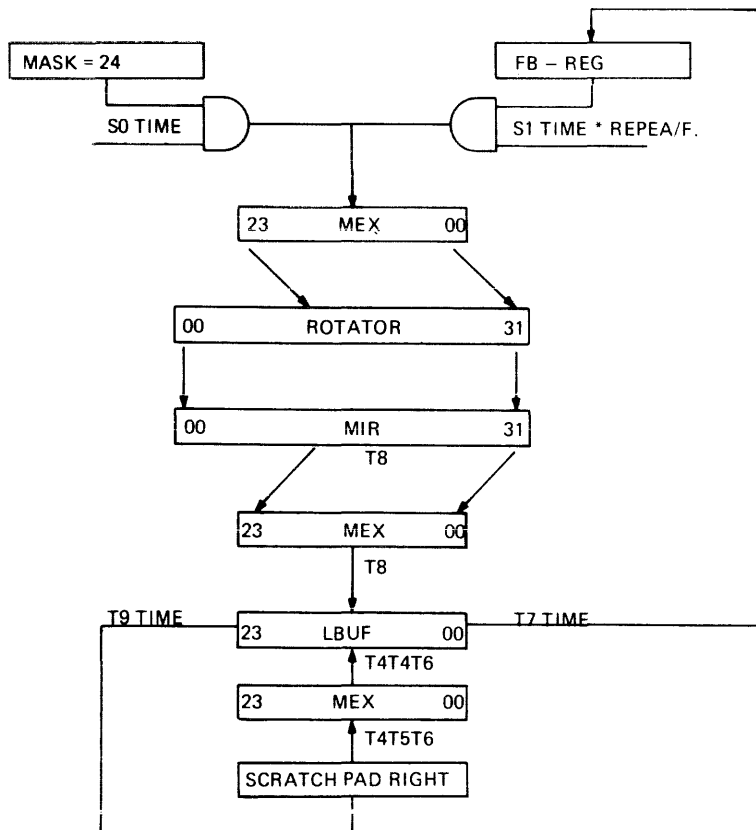 MASK = 24
FB – REG
S0 TIME
S1 TIME * REPEA/F.
23 MEX 00
00 ROTATOR 31
00 MIR 31
T8
23 MEX 00
T8
T9 TIME
T7 TIME
23 LBUF 00
T4T4T6
23 MEX 00
T4T5T6
SCRATCH PAD RIGHT